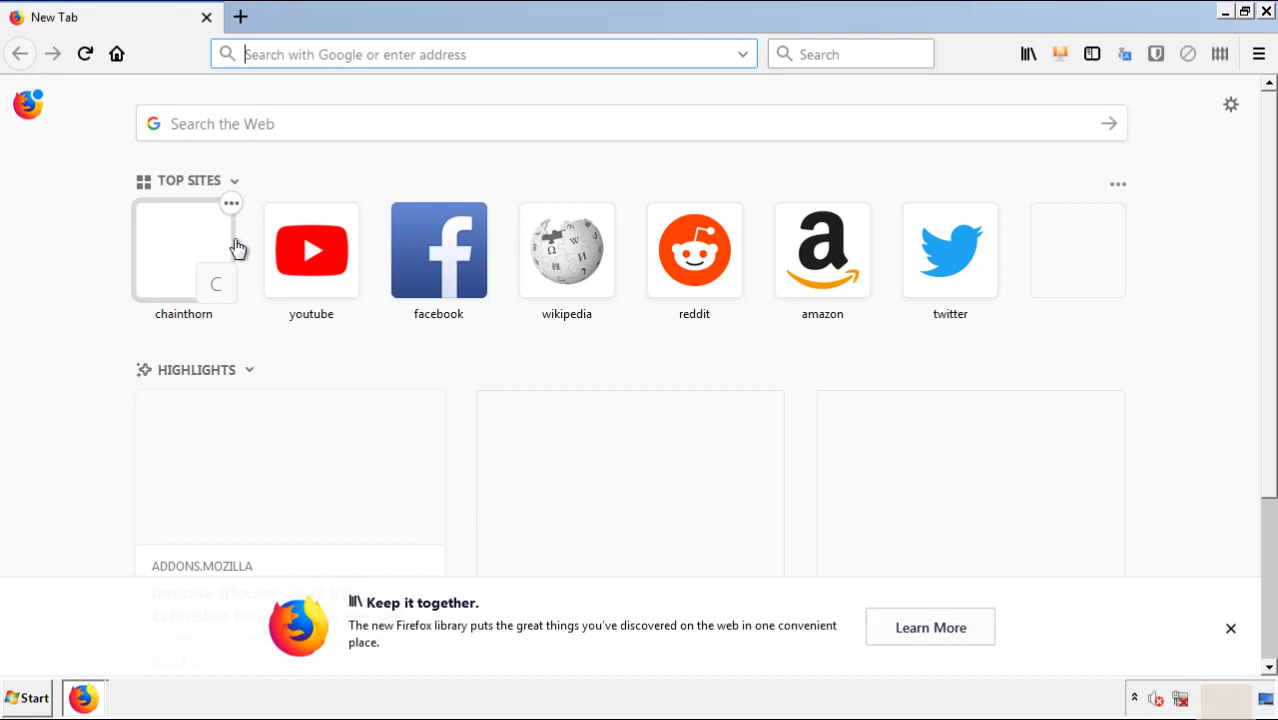 New Tab
Search with Google or enter address
Search
Search the Web
TOP SITES
C
chainthorn
youtube
facebook
wikipedia
reddit
amazon
twitter
HIGHLIGHTS
ADDONS.MOZILLA
Keep it together.
The new Firefox library puts the great things you've discovered on the web in one convenient
place.
Learn More
Start